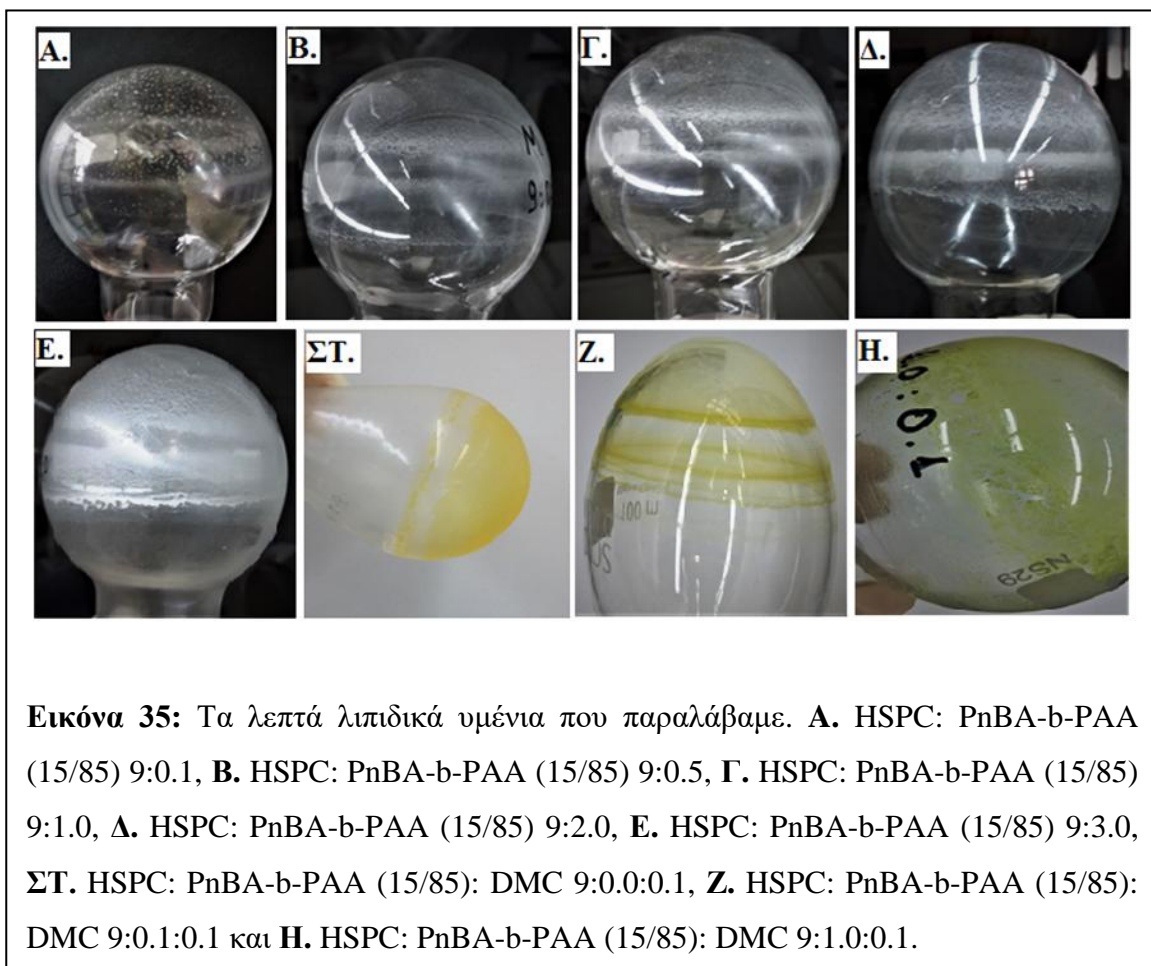 Α. Β. Γ. Δ.
Μ
9:0
Ε. ΣΤ. Ζ. Η.
100 m
1.0:0.
NS29
Εικόνα 35: Τα λεπτά λιπιδικά υμένια που παραλάβαμε. Α. HSPC: PnBA-b-PAA
(15/85) 9:0.1, Β. HSPC: PnBA-b-PAA (15/85) 9:0.5, Γ. HSPC: PnBA-b-PAA (15/85)
9:1.0, Δ. HSPC: PnBA-b-PAA (15/85) 9:2.0, Ε. HSPC: PnBA-b-PAA (15/85) 9:3.0,
ΣΤ. HSPC: PnBA-b-PAA (15/85): DMC 9:0.0:0.1, Ζ. HSPC: PnBA-b-PAA (15/85):
DMC 9:0.1:0.1 και Η. HSPC: PnBA-b-PAA (15/85): DMC 9:1.0:0.1.